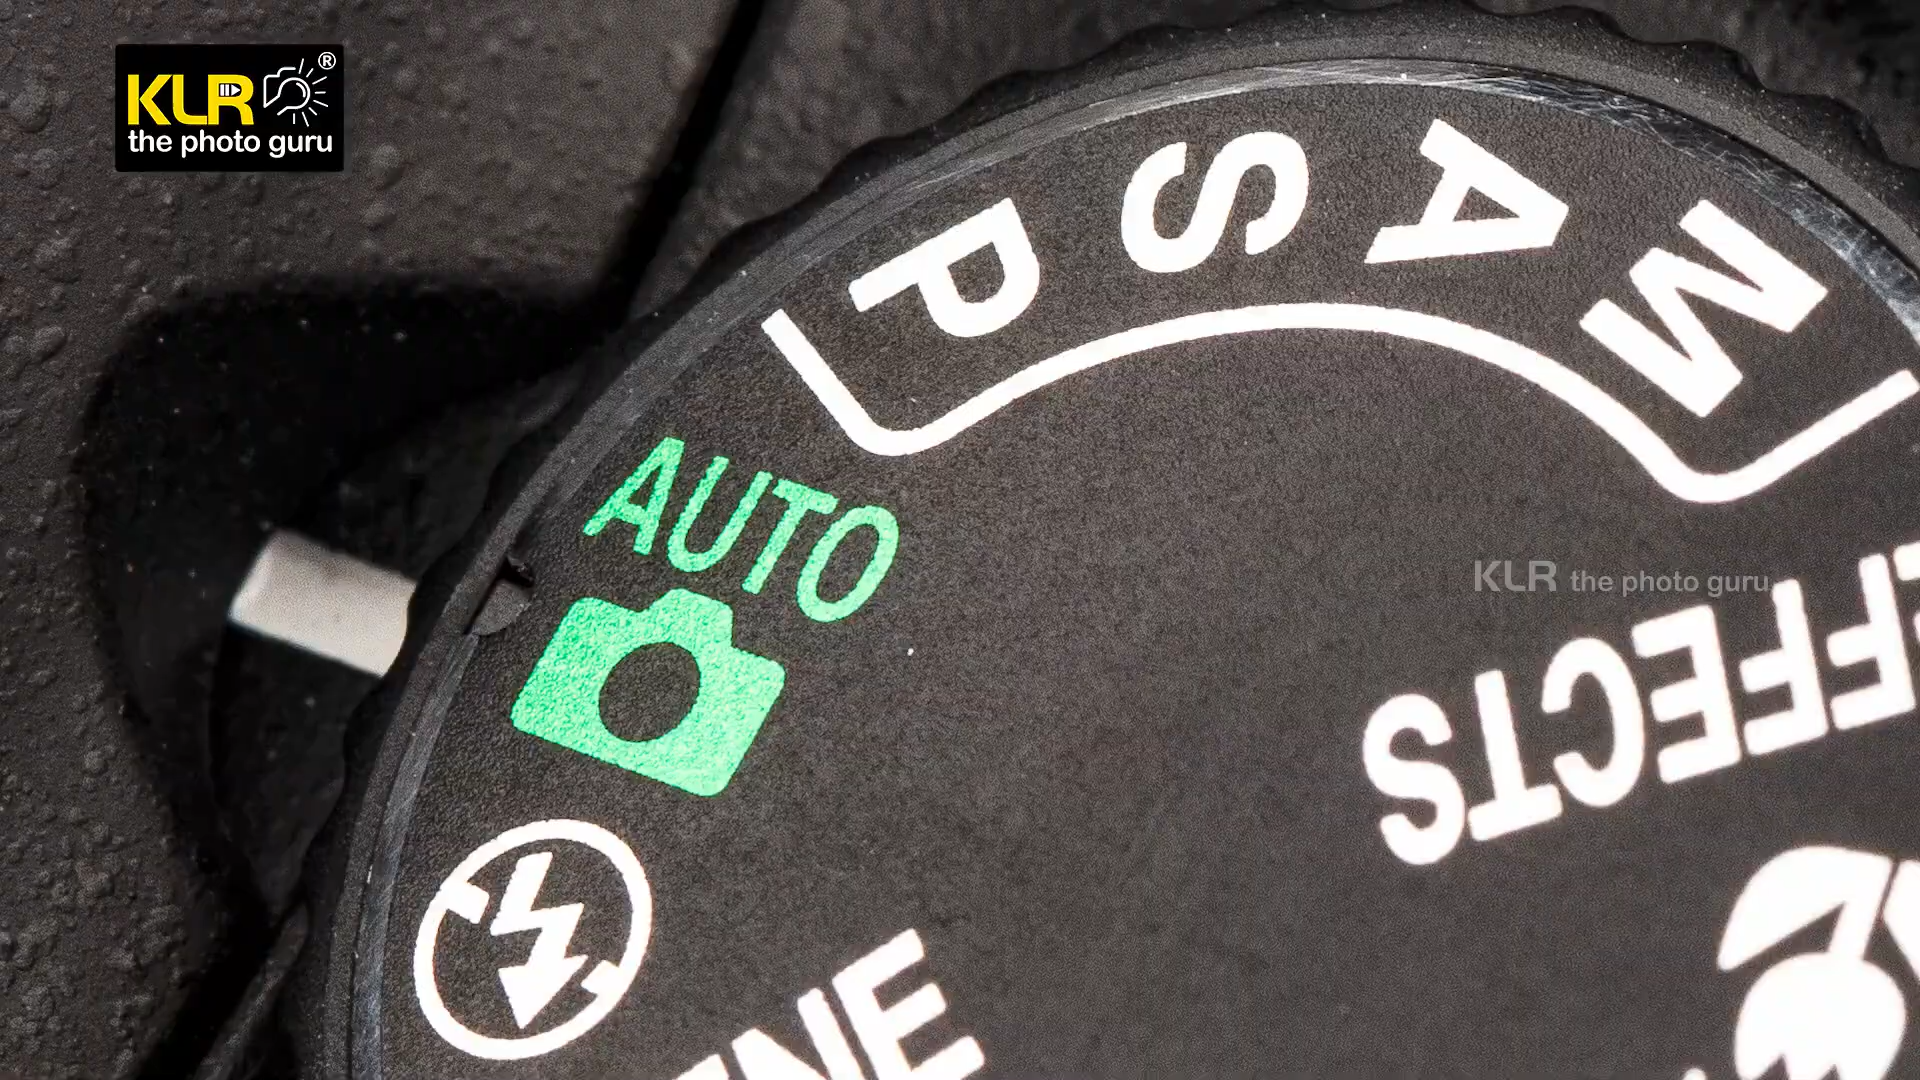 KLR®
the photo guru
P S A M
AUTO
KLR the photo guru
EFFECTS